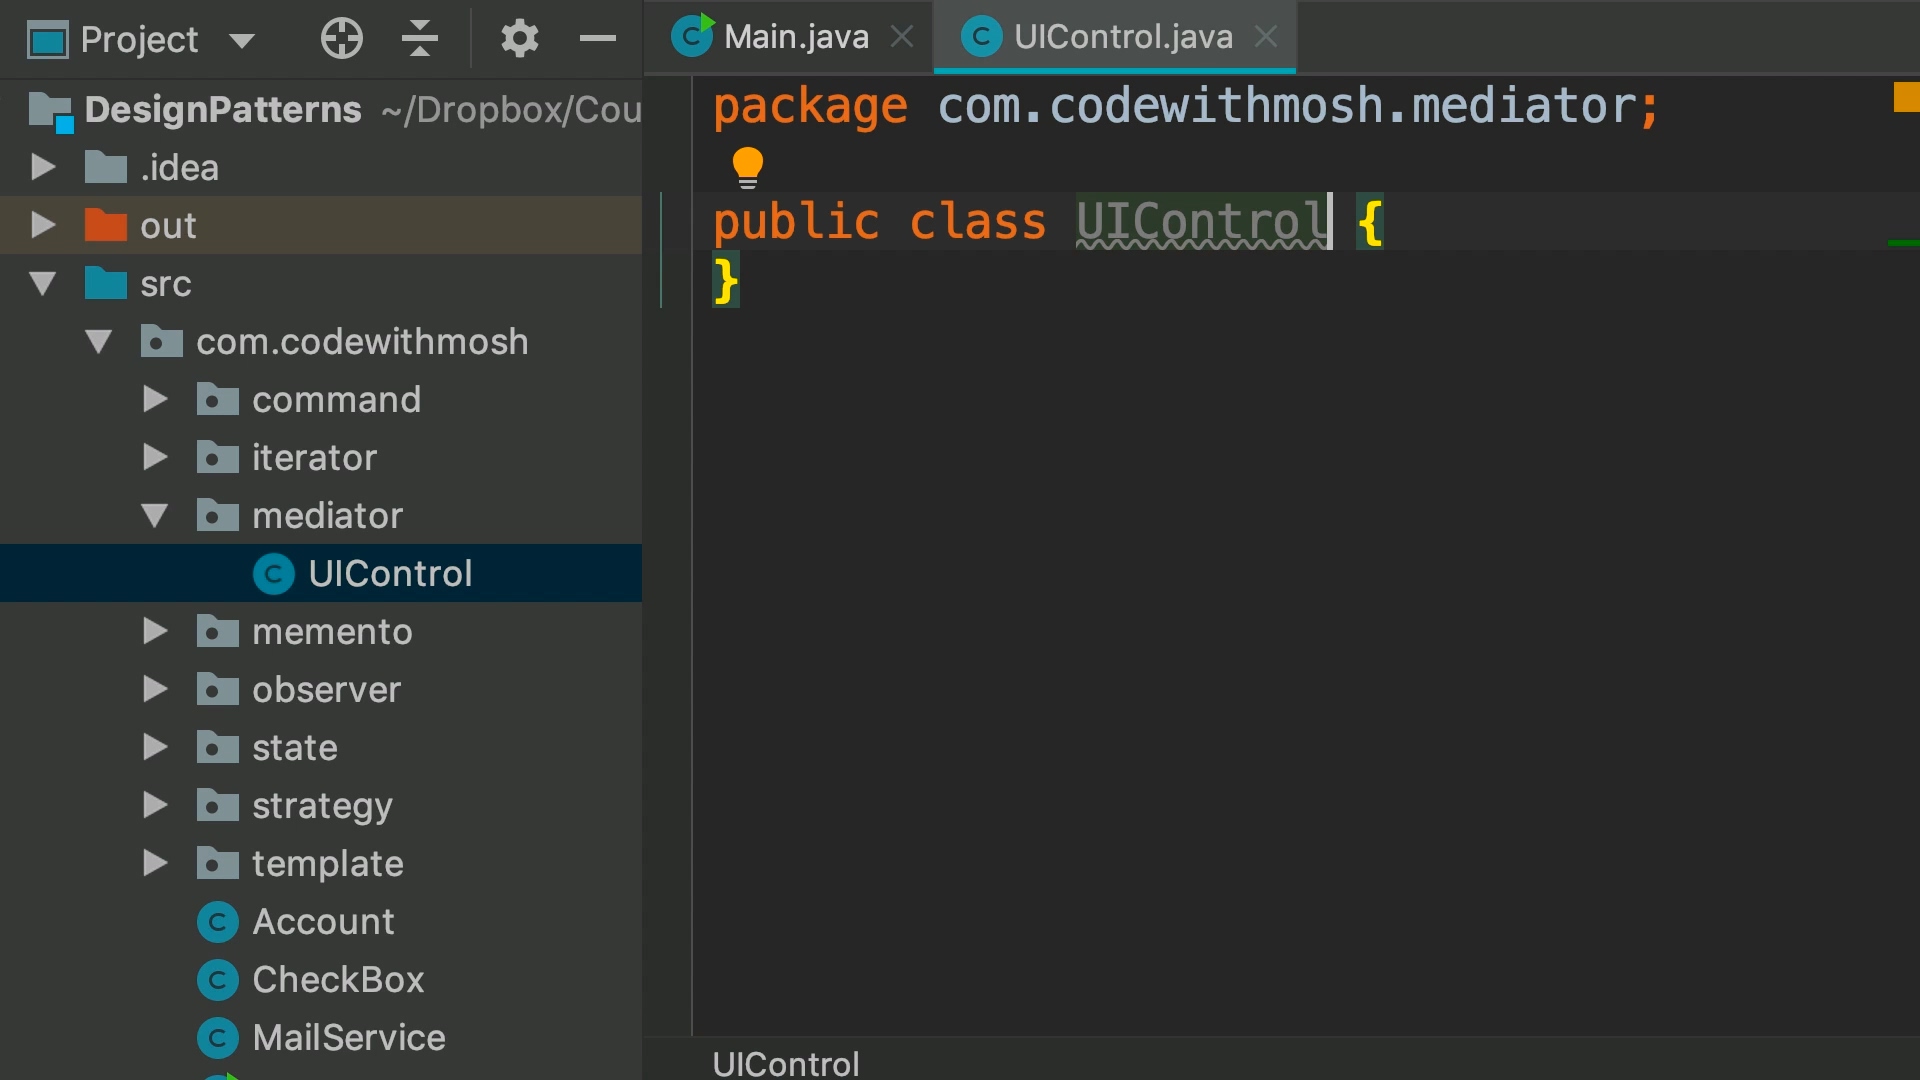 Project
Main.java
UIControl.java
DesignPatterns ~/Dropbox/Cou
.idea
out
src
com.codewithmosh
command
iterator
mediator
UIControl
memento
observer
state
strategy
template
Account
CheckBox
MailService
package com.codewithmosh.mediator;
public class UIControl {
}
UIControl